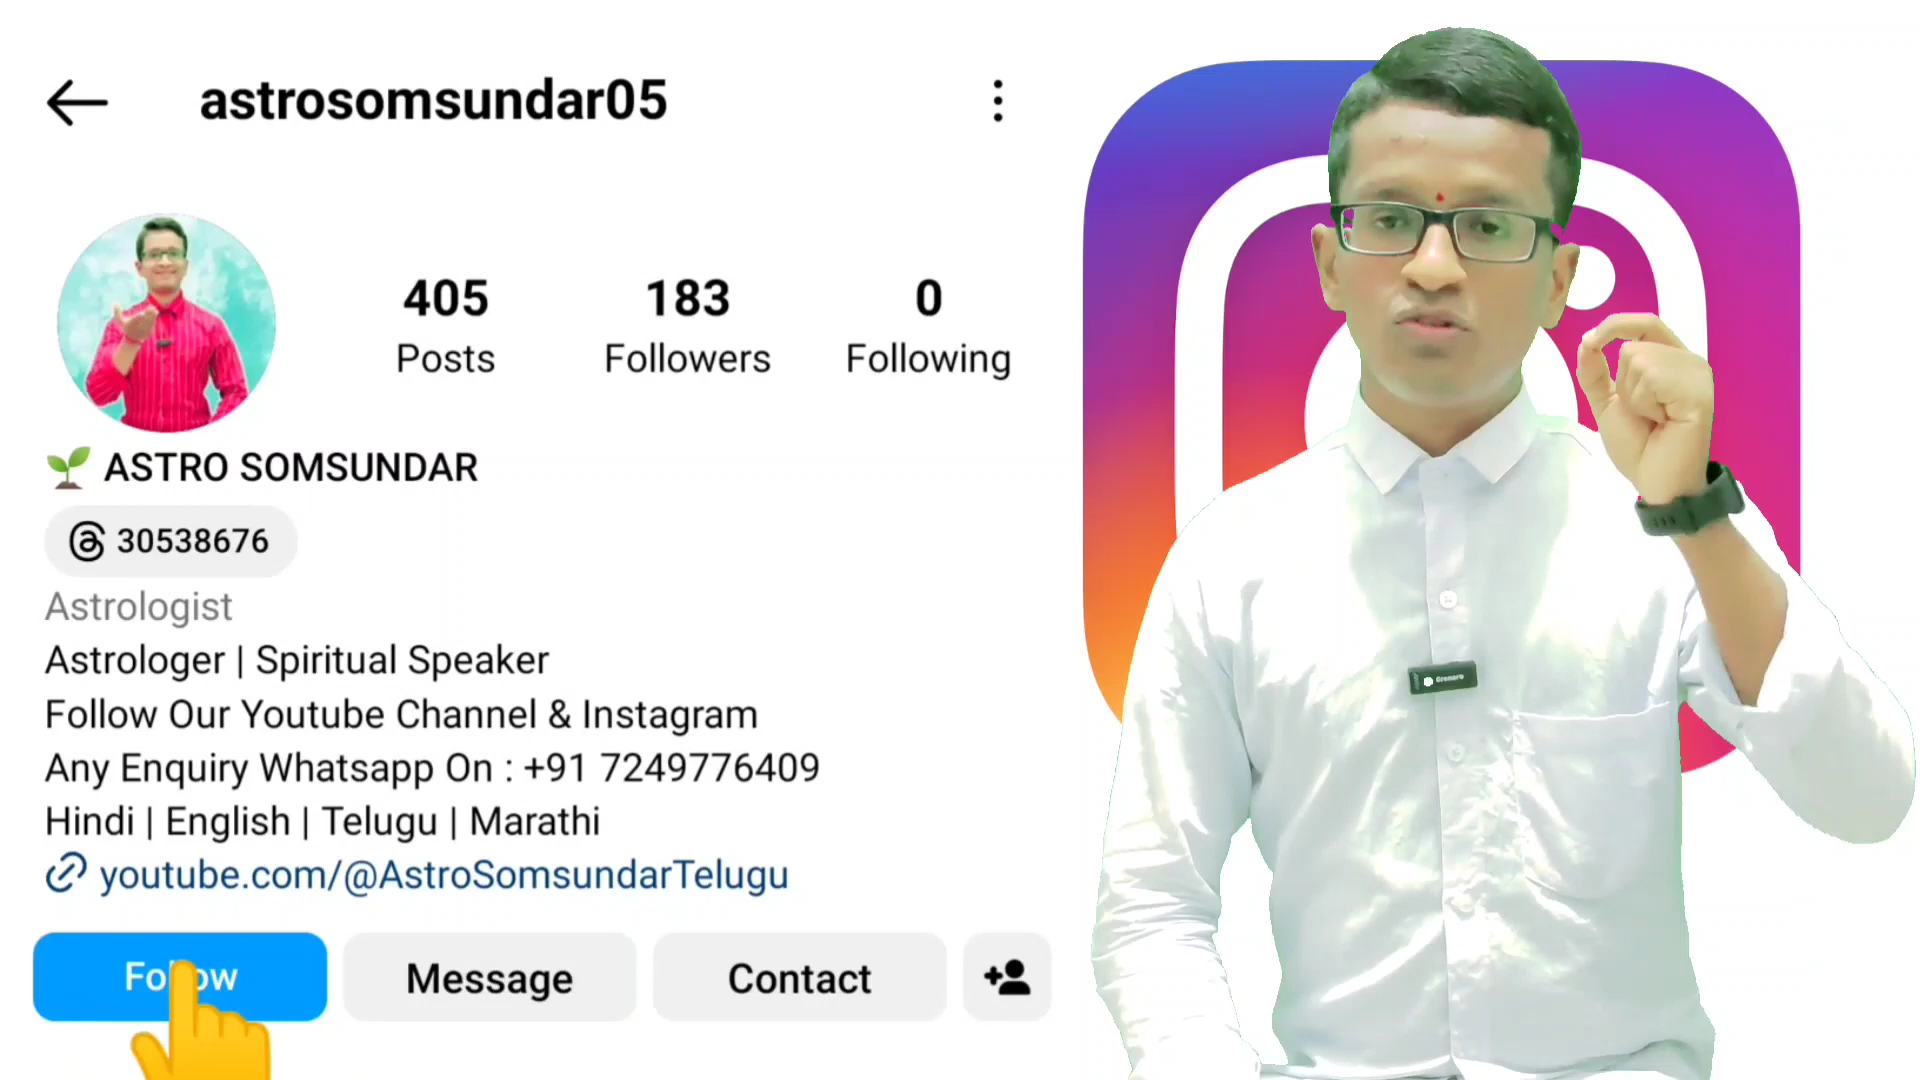 astrosomsundar05
405 183 0
Posts Followers Following
🌱 ASTRO SOMSUNDAR
30538676
Astrologist
Astrologer | Spiritual Speaker
Follow Our Youtube Channel & Instagram
Any Enquiry Whatsapp On : +91 7249776409
Hindi | English | Telugu | Marathi
youtube.com/@AstroSomsundarTelugu
Follow Message Contact